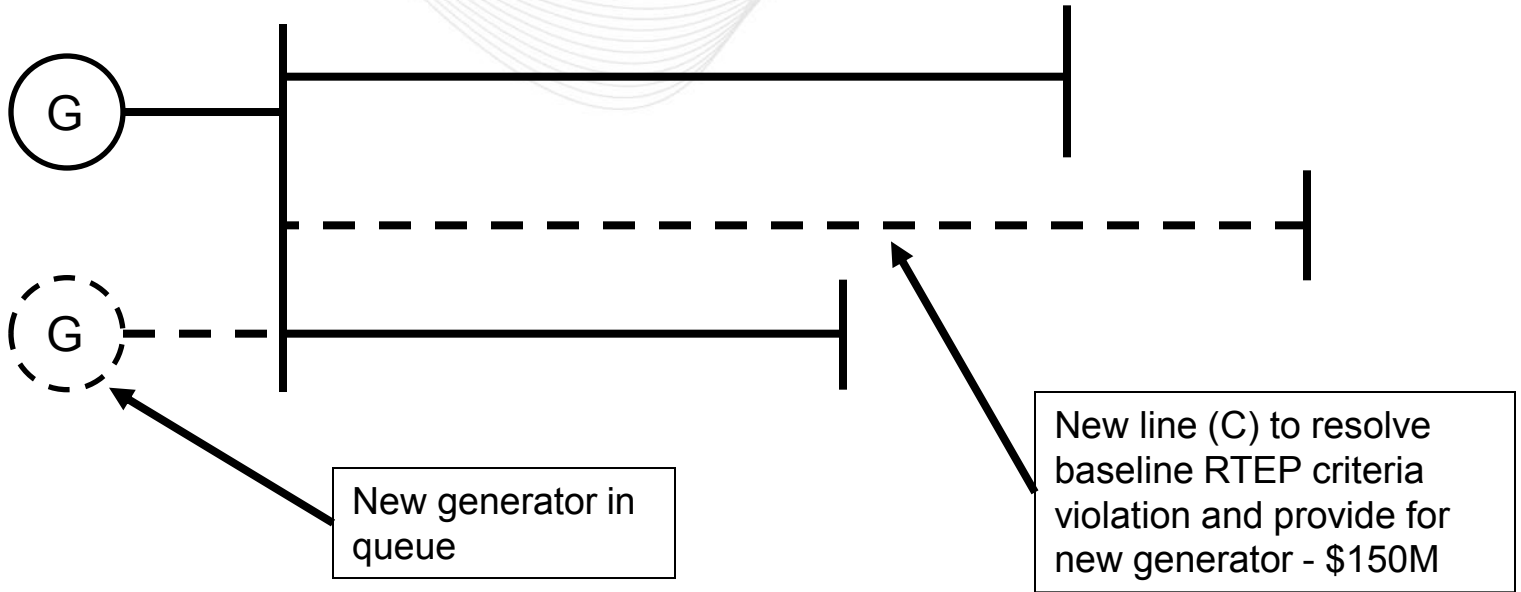 G
G
New generator in
queue
New line (C) to resolve
baseline RTEP criteria
violation and provide for
new generator - $150M